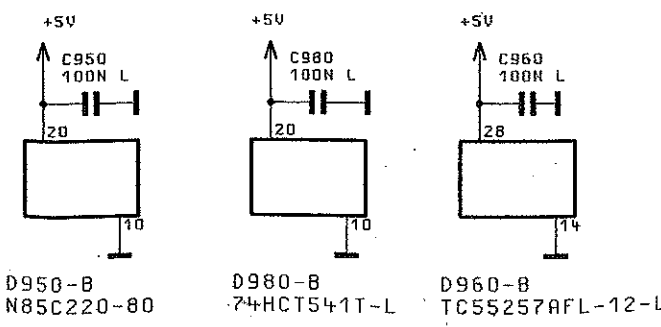 +5V +5V +5V
C950 C980 C960
100N L 100N L 100N L
20 20 28
10 10 14
D950-B D980-B D960-B
N85C220-80 74HCT541T-L TC55257AFL-12-L